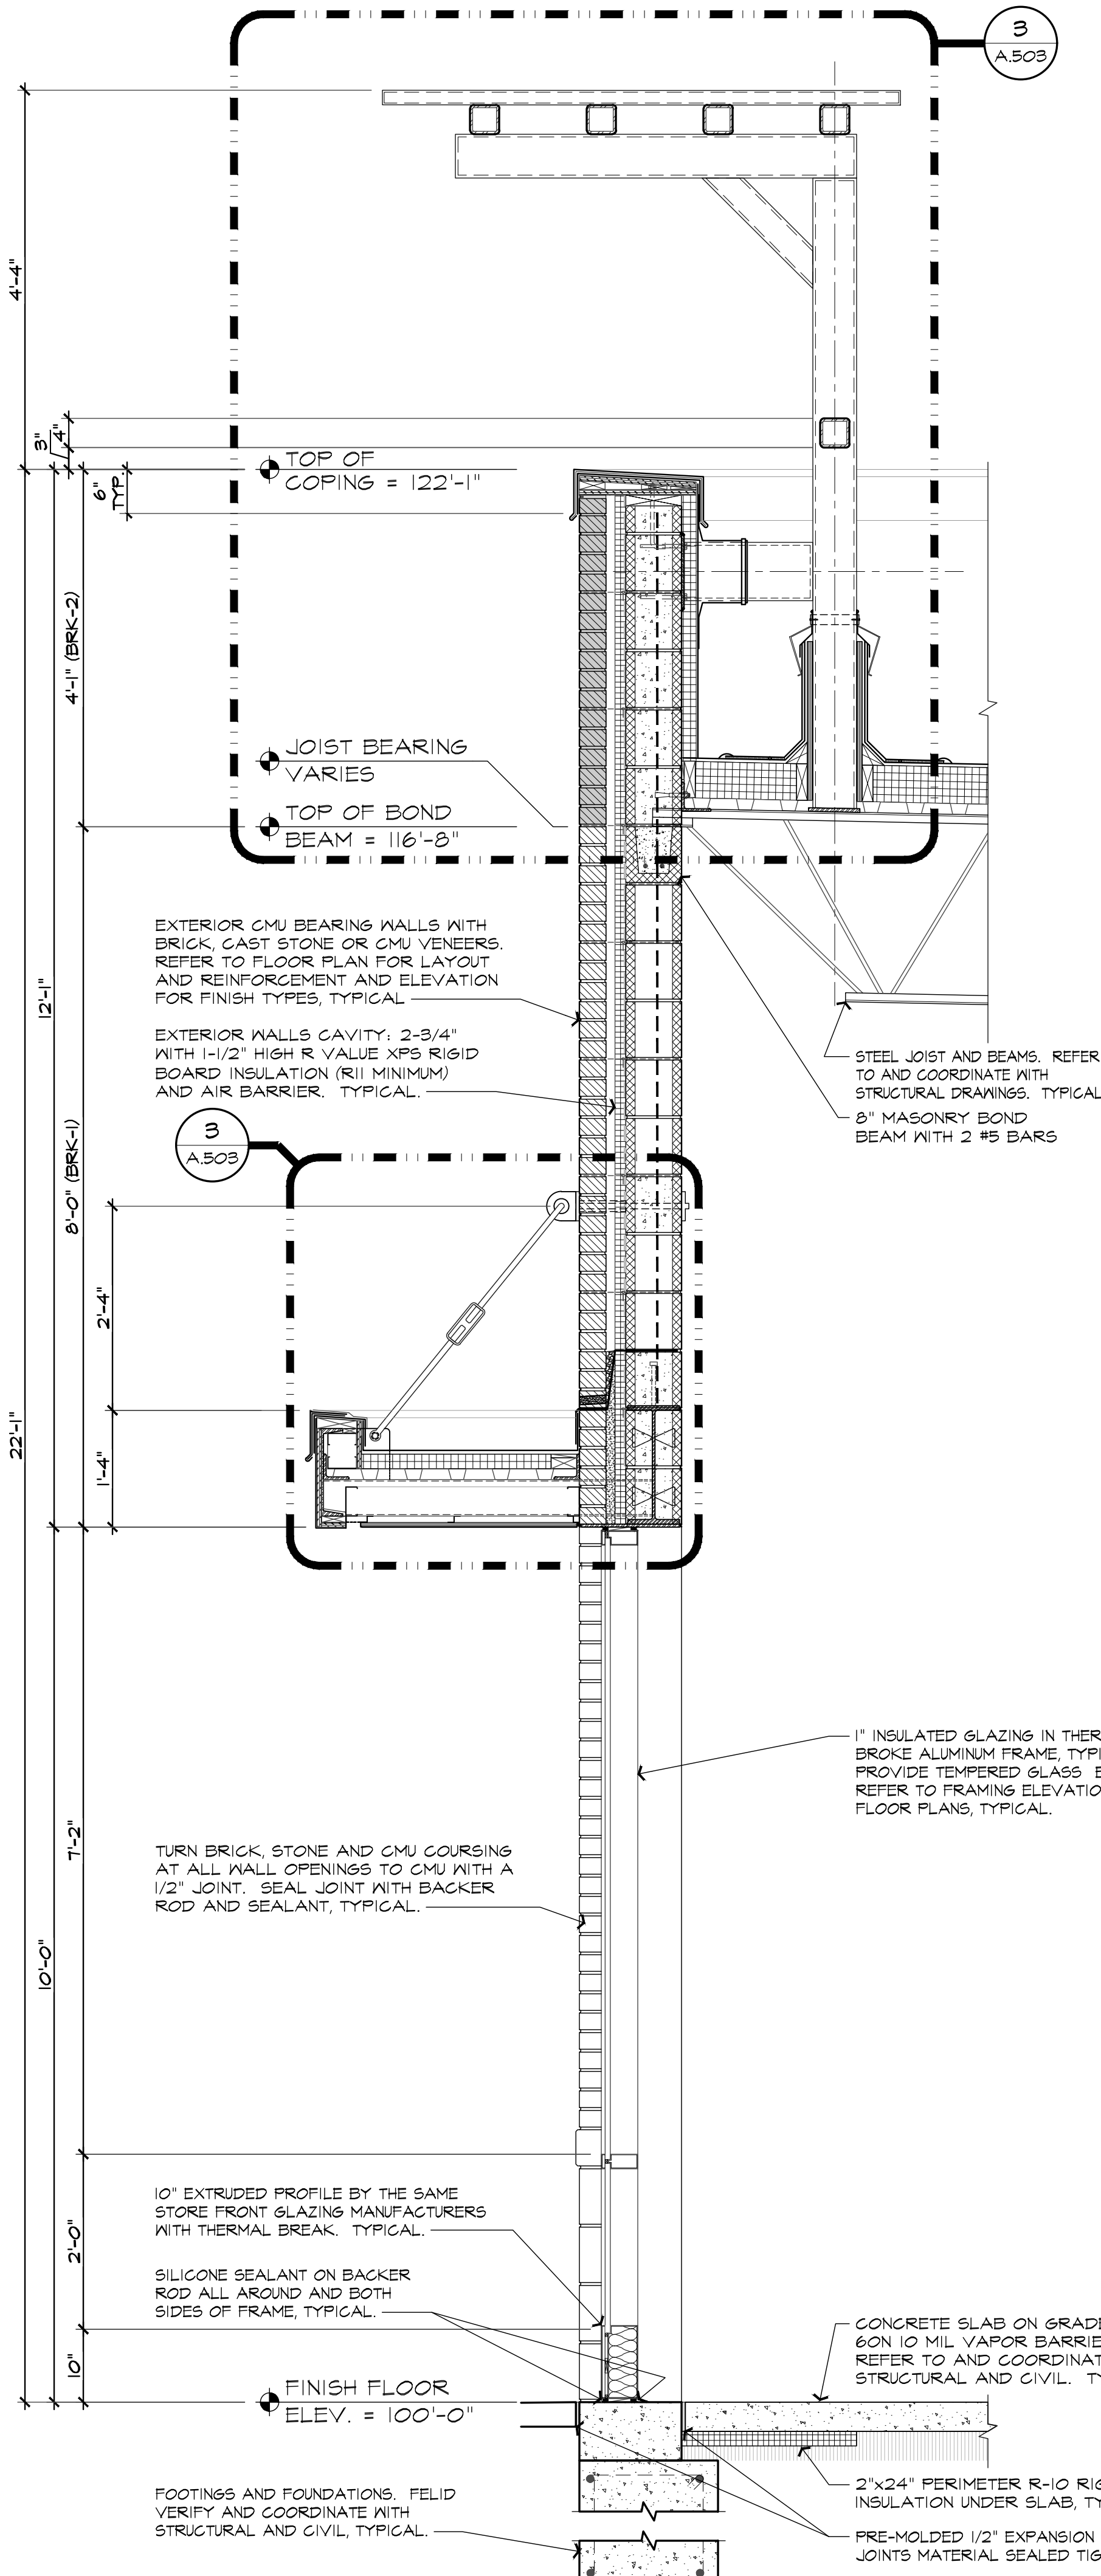 3
A.503
4'-4"
3"
4"
6"
TYP.
TOP OF
COPING = 122'-1"
4'-1" (BRK-2)
JOIST BEARING
VARIES
TOP OF BOND
BEAM = 116'-8"
EXTERIOR CMU BEARING WALLS WITH
BRICK, CAST STONE OR CMU VENEERS.
REFER TO FLOOR PLAN FOR LAYOUT
AND REINFORCEMENT AND ELEVATION
FOR FINISH TYPES, TYPICAL
12'-1"
EXTERIOR WALLS CAVITY: 2-3/4"
WITH 1-1/2" HIGH R VALUE XPS RIGID
BOARD INSULATION (R11 MINIMUM)
AND AIR BARRIER. TYPICAL.
STEEL JOIST AND BEAMS. REFER
TO AND COORDINATE WITH
STRUCTURAL DRAWINGS. TYPICAL
8" MASONRY BOND
BEAM WITH 2 #5 BARS
3
A.503
8'-0" (BRK-1)
2'-4"
22'-1"
1'-4"
1" INSULATED GLAZING IN THER
BROKE ALUMINUM FRAME, TYPI
PROVIDE TEMPERED GLASS E
REFER TO FRAMING ELEVATIO
FLOOR PLANS, TYPICAL.
7'-2"
TURN BRICK, STONE AND CMU COURSING
AT ALL WALL OPENINGS TO CMU WITH A
1/2" JOINT. SEAL JOINT WITH BACKER
ROD AND SEALANT, TYPICAL.
10'-0"
10" EXTRUDED PROFILE BY THE SAME
STORE FRONT GLAZING MANUFACTURERS
WITH THERMAL BREAK. TYPICAL.
2'-0"
SILICONE SEALANT ON BACKER
ROD ALL AROUND AND BOTH
SIDES OF FRAME, TYPICAL.
10"
CONCRETE SLAB ON GRADE
6ON 10 MIL VAPOR BARRIE
REFER TO AND COORDINAT
STRUCTURAL AND CIVIL. TY
FINISH FLOOR
ELEV. = 100'-0"
2"x24" PERIMETER R-10 RIG
INSULATION UNDER SLAB, TY
FOOTINGS AND FOUNDATIONS. FELID
VERIFY AND COORDINATE WITH
STRUCTURAL AND CIVIL, TYPICAL.
PRE-MOLDED 1/2" EXPANSION
JOINTS MATERIAL SEALED TIG